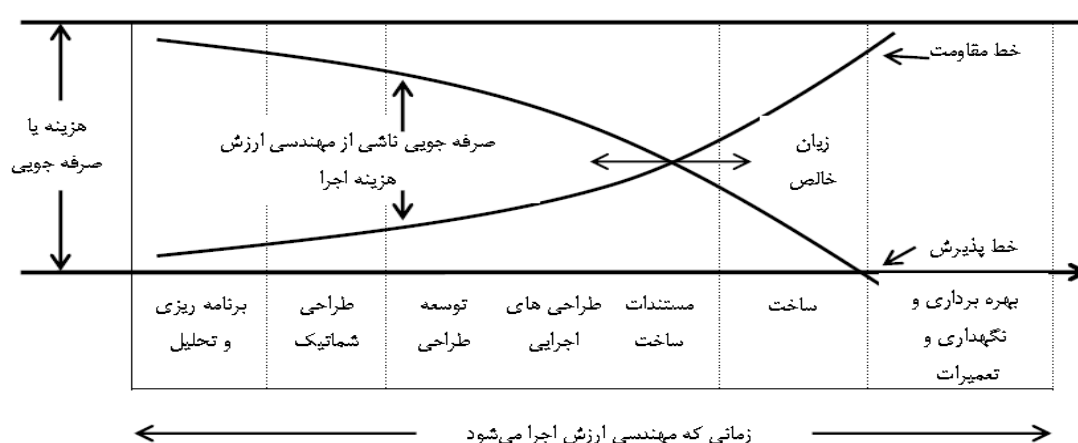 خط مقاومت
هزینه یا
صرفه جویی
صرفه جویی ناشی از مهندسی ارزش
هزینه اجرا
زیان
خالص
خط پذیرش
برنامه ریزی
و تحلیل
طراحی
شماتیک
توسعه
طراحی
طراحی های
اجرایی
مستندات
ساخت
ساخت
بهره برداری و
نگهداری و
تعمیرات
زمانی که مهندسی ارزش اجرا می‌شود